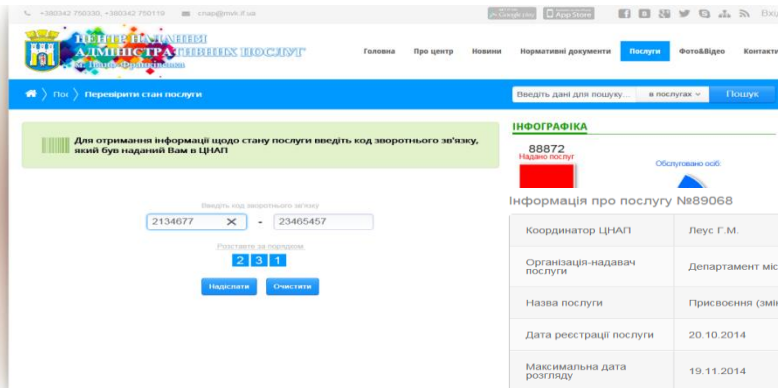 +380342 750330, +380342 750119 cnap@mvk.if.ua
Google play App Store
ЦЕНТР НАДАННЯ
АДМІНІСТРАТИВНИХ ПОСЛУГ
м. Івано-Франківська
Головна Про центр Новини Нормативні документи Послуги Фото&Відео Контакти
Пос Перевірити стан послуги
Введіть дані для пошуку... в послугах Пошук
Для отримання інформації щодо стану послуги введіть код зворотнього зв'язку,
який був наданий Вам в ЦНАП
ІНФОГРАФІКА
88872
Надано послуг
Обслуговано осіб:
Введіть код зворотнього зв'язку
2134677 - 23465457
Розставте за порядком
2 3 1
Надіслати Очистити
Інформація про послугу №89068
Координатор ЦНАП Леус Г.М.
Організація-надавач
послуги
Департамент міс
Назва послуги Присвоєння (змін
Дата реєстрації послуги 20.10.2014
Максимальна дата
розгляду
19.11.2014